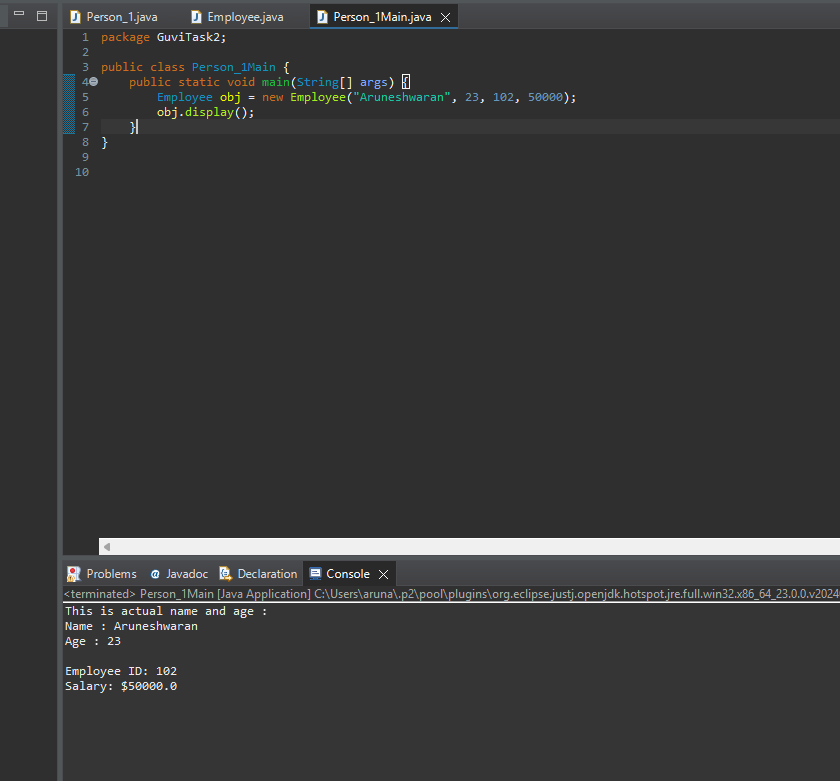 Person_1.java Employee.java Person_1Main.java
1 package GuviTask2;
2
3 public class Person_1Main {
4 public static void main(String[] args) {
5 Employee obj = new Employee("Aruneshwaran", 23, 102, 50000);
6 obj.display();
7 }
8 }
9
10
Problems Javadoc Declaration Console
<terminated> Person_1Main [Java Application] C:\Users\aruna\.p2\pool\plugins\org.eclipse.justj.openjdk.hotspot.jre.full.win32.x86_64_23.0.0.v2024
This is actual name and age :
Name : Aruneshwaran
Age : 23

Employee ID: 102
Salary: $50000.0